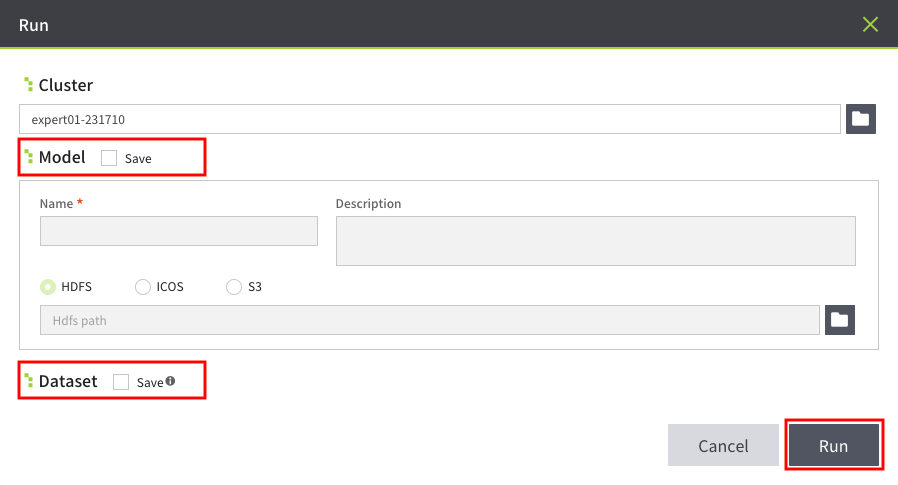 Run
Cluster
expert01-231710
Model Save
Name * Description
HDFS ICOS S3
Hdfs path
Dataset Save
Cancel Run